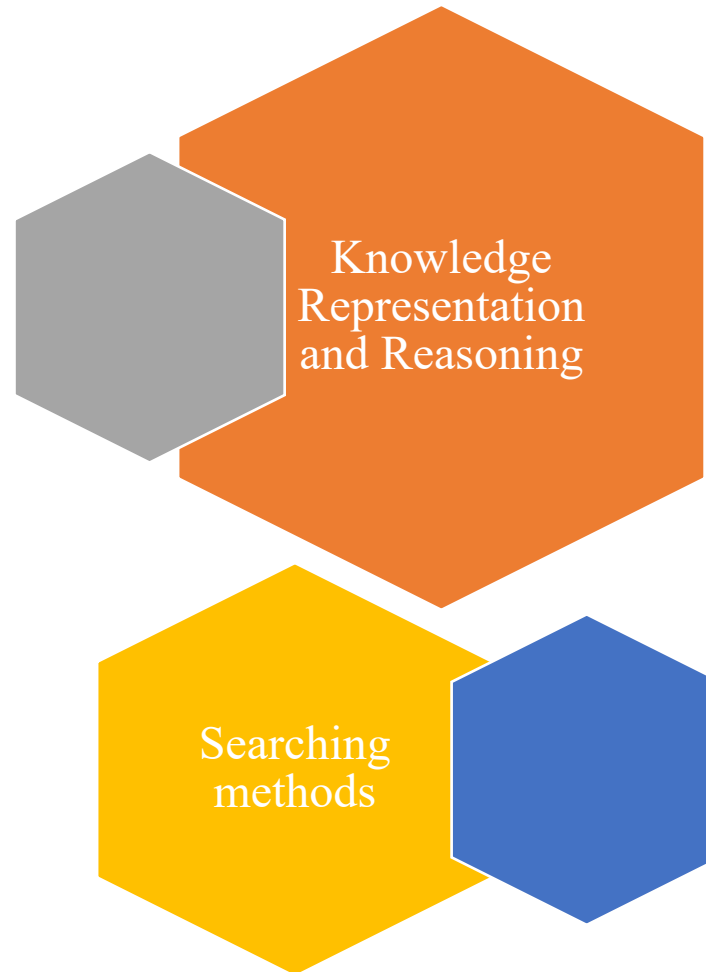 Knowledge
Representation
and Reasoning
Searching
methods